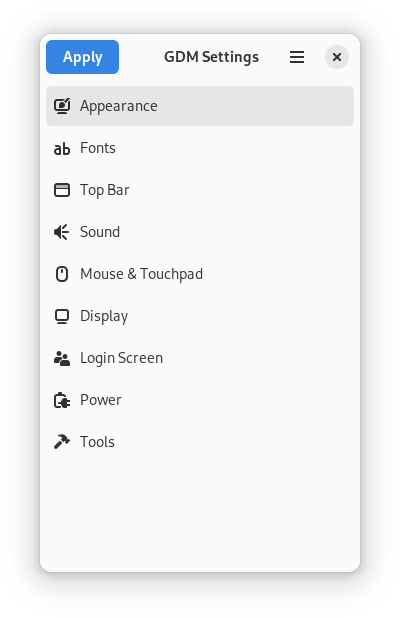 Apply GDM Settings
Appearance
Fonts
Top Bar
Sound
Mouse & Touchpad
Display
Login Screen
Power
Tools